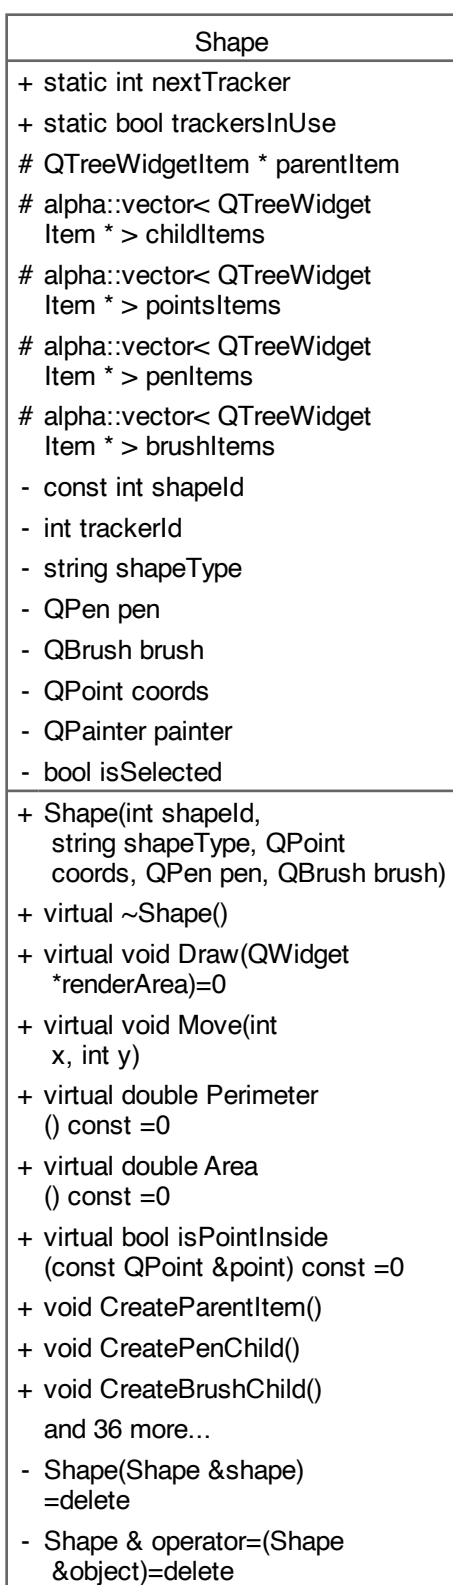 Shape
+ static int nextTracker
+ static bool trackersInUse
# QTreeWidgetItem * parentItem
# alpha::vector< QTreeWidget
Item * > childItems
# alpha::vector< QTreeWidget
Item * > pointsItems
# alpha::vector< QTreeWidget
Item * > penItems
# alpha::vector< QTreeWidget
Item * > brushItems
- const int shapeId
- int trackerId
- string shapeType
- QPen pen
- QBrush brush
- QPoint coords
- QPainter painter
- bool isSelected
+ Shape(int shapeId,
string shapeType, QPoint
coords, QPen pen, QBrush brush)
+ virtual ~Shape()
+ virtual void Draw(QWidget
*renderArea)=0
+ virtual void Move(int
x, int y)
+ virtual double Perimeter
() const =0
+ virtual double Area
() const =0
+ virtual bool isPointInside
(const QPoint &point) const =0
+ void CreateParentItem()
+ void CreatePenChild()
+ void CreateBrushChild()
and 36 more...
- Shape(Shape &shape)
=delete
- Shape & operator=(Shape
&object)=delete